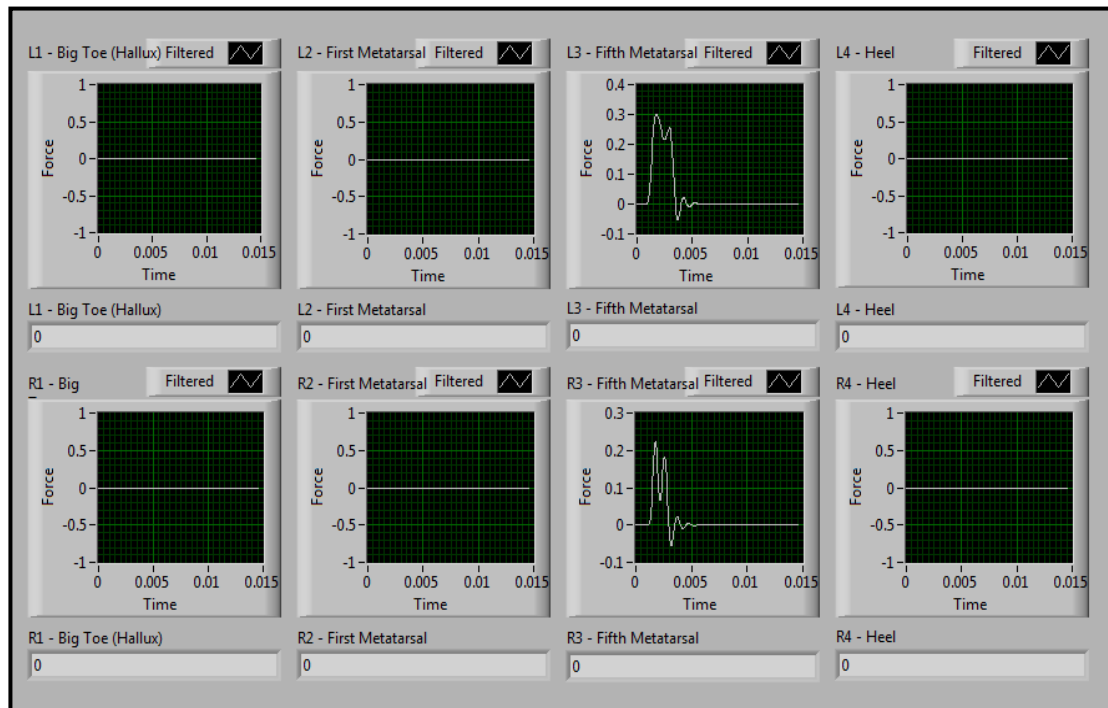 L1 - Big Toe (Hallux) Filtered
L2 - First Metatarsal Filtered
L3 - Fifth Metatarsal Filtered
L4 - Heel Filtered
1
0.5
0
-0.5
-1
Force
0 0.005 0.01 0.015
Time
1
0.5
0
-0.5
-1
Force
0 0.005 0.01 0.015
Time
0.4
0.3
0.2
0.1
0
-0.1
Force
0 0.005 0.01 0.015
Time
1
0.5
0
-0.5
-1
Force
0 0.005 0.01 0.015
Time
L1 - Big Toe (Hallux)
0
L2 - First Metatarsal
0
L3 - Fifth Metatarsal
0
L4 - Heel
0
R1 - Big Filtered
R2 - First Metatarsal Filtered
R3 - Fifth Metatarsal Filtered
R4 - Heel Filtered
1
0.5
0
-0.5
-1
Force
0 0.005 0.01 0.015
Time
1
0.5
0
-0.5
-1
Force
0 0.005 0.01 0.015
Time
0.3
0.2
0.1
0
-0.1
Force
0 0.005 0.01 0.015
Time
1
0.5
0
-0.5
-1
Force
0 0.005 0.01 0.015
Time
R1 - Big Toe (Hallux)
0
R2 - First Metatarsal
0
R3 - Fifth Metatarsal
0
R4 - Heel
0